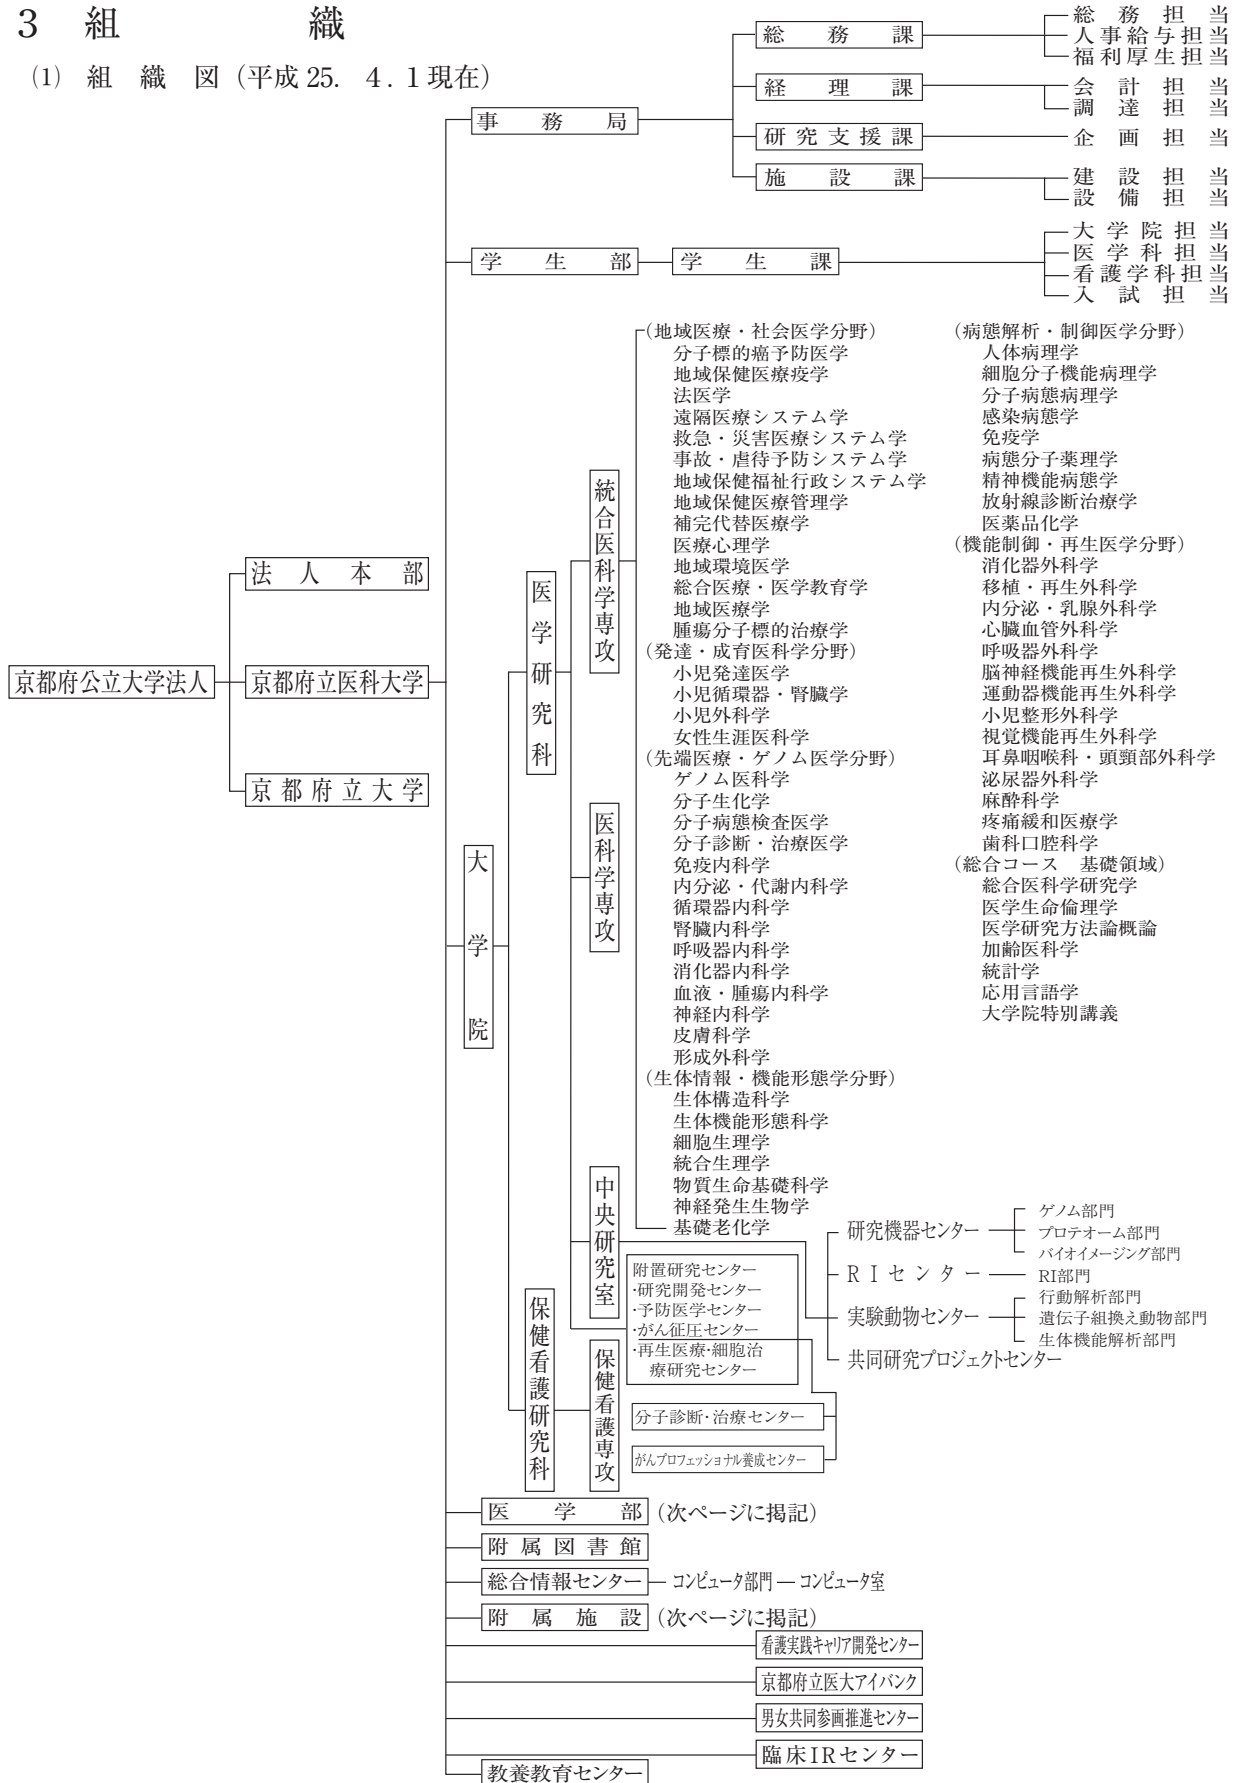 3 組 織
(1) 組 織 図 (平成 25. 4. 1 現在)
総務課
総務担当
人事給与担当
福利厚生担当
経理課
会計担当
調達担当
事務局
研究支援課
企画担当
施設課
建設担当
設備担当
学生部
学生課
大学院担当
医学科担当
看護学科担当
入試担当
京都府公立大学法人
法人本部
京都府立医科大学
京都府立大学
大学院
医学研究科
統合医科学専攻
(地域医療・社会医学分野)
分子標的癌予防医学
地域保健医療疫学
法医学
遠隔医療システム学
救急・災害医療システム学
事故・虐待予防システム学
地域保健福祉行政システム学
地域保健医療管理学
補完代替医療学
医療心理学
地域環境医学
総合医療・医学教育学
地域医療学
腫瘍分子標的治療学
(発達・成育医科学分野)
小児発達医学
小児循環器・腎臓学
小児外科学
女性生涯医科学
(先端医療・ゲノム医学分野)
ゲノム医科学
分子生化学
分子病態検査医学
分子診断・治療医学
免疫内科学
内分泌・代謝内科学
循環器内科学
腎臓内科学
呼吸器内科学
消化器内科学
血液・腫瘍内科学
神経内科学
皮膚科学
形成外科学
(生体情報・機能形態学分野)
生体構造科学
生体機能形態科学
細胞生理学
統合生理学
物質生命基礎科学
神経発生生物学
基礎老化学
(病態解析・制御医学分野)
人体病理学
細胞分子機能病理学
分子病態病理学
感染病態学
免疫学
病態分子薬理学
精神機能病態学
放射線診断治療学
医薬品化学
(機能制御・再生医学分野)
消化器外科学
移植・再生外科学
内分泌・乳腺外科学
心臓血管外科学
呼吸器外科学
脳神経機能再生外科学
運動器機能再生外科学
小児整形外科学
視覚機能再生外科学
耳鼻咽喉科・頭頸部外科学
泌尿器外科学
麻酔科学
疼痛緩和医療学
歯科口腔科学
(総合コース 基礎領域)
総合医科学研究学
医学生命倫理学
医学研究方法論概論
加齢医科学
統計学
応用言語学
大学院特別講義
医科学専攻
中央研究室
研究機器センター
ゲノム部門
プロテオーム部門
バイオイメージング部門
RIセンター
RI部門
実験動物センター
行動解析部門
遺伝子組換え動物部門
生体機能解析部門
共同研究プロジェクトセンター
附置研究センター
・研究開発センター
・予防医学センター
・がん征圧センター
・再生医療・細胞治
療研究センター
分子診断・治療センター
がんプロフェッショナル養成センター
保健看護研究科
保健看護専攻
医学部 (次ページに掲記)
附属図書館
総合情報センター コンピュータ部門 コンピュータ室
附属施設 (次ページに掲記)
看護実践キャリア開発センター
京都府立医大アイバンク
男女共同参画推進センター
臨床IRセンター
教養教育センター